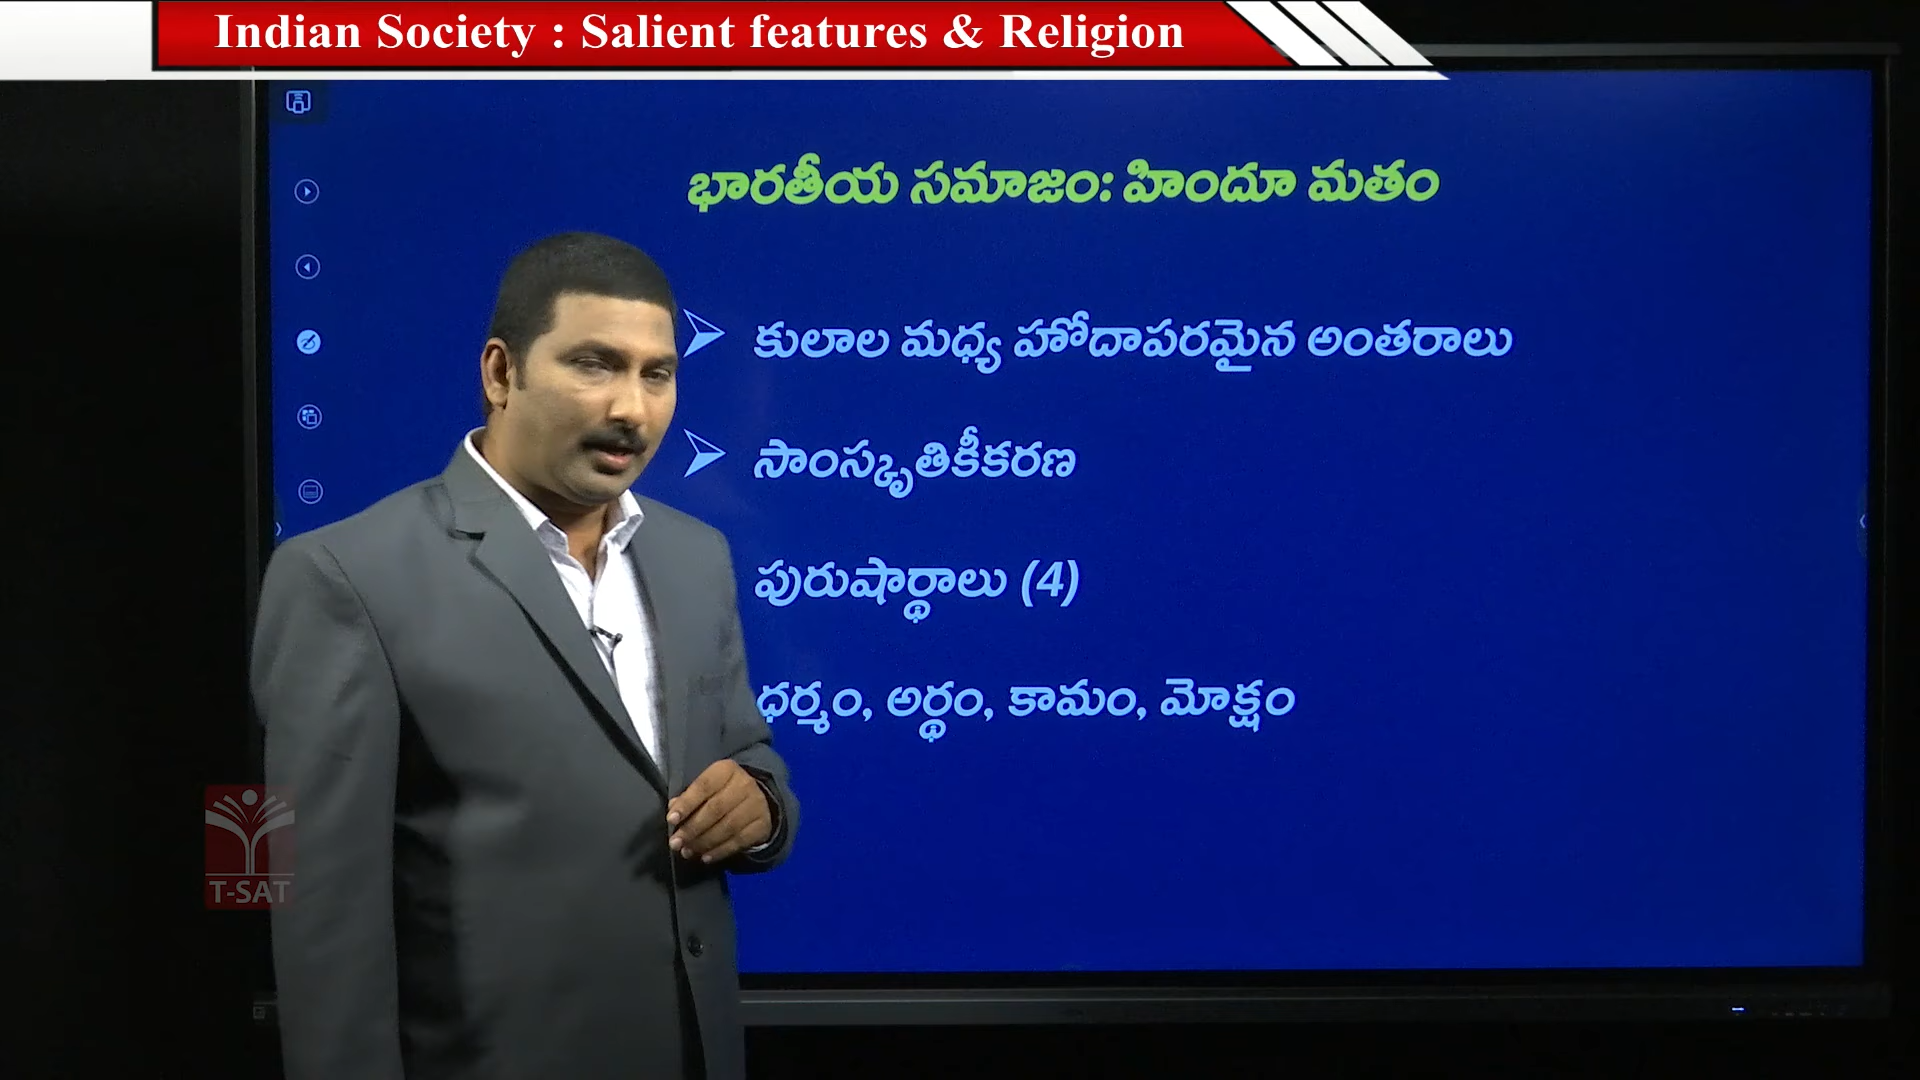 Indian Society : Salient features & Religion
భారతీయ సమాజం: హిందూ మతం
కులాల మధ్య హోదాపరమైన అంతరాలు
సాంస్కృతికీకరణ
పురుషార్థాలు (4)
ధర్మం, అర్థం, కామం, మోక్షం
T-SAT